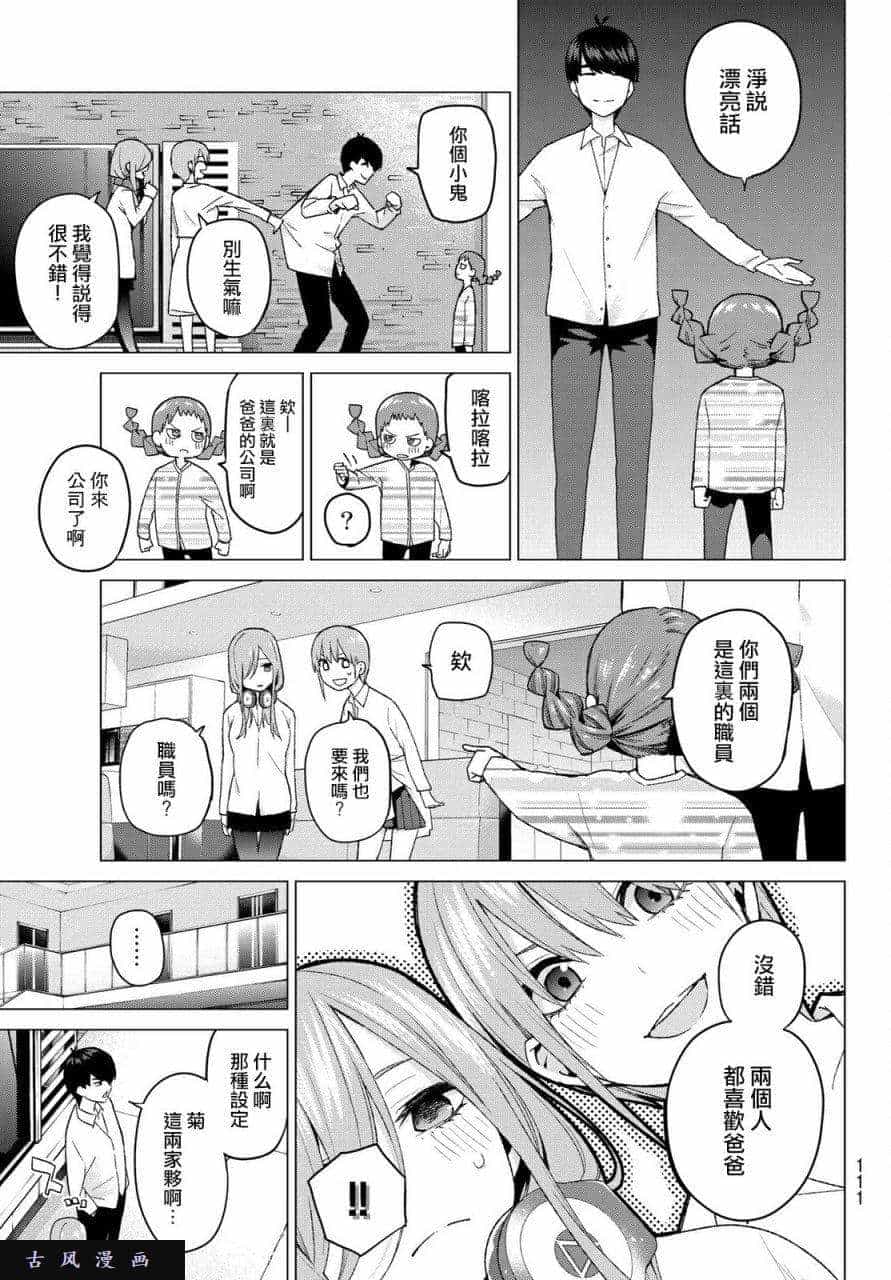 淨説
漂亮話
你個小鬼
別生氣嘛
我覺得説得
很不錯！
喀拉喀拉
？
欸—
這裏就是
爸爸的公司啊
你來
公司了啊
你們兩個
是這裏的職員
欸
我們也
要來嗎？
職員嗎？
沒錯
兩個人
都喜歡爸爸
!!
……
什么啊
那種設定
菊
這兩家夥啊…
111
古风漫画